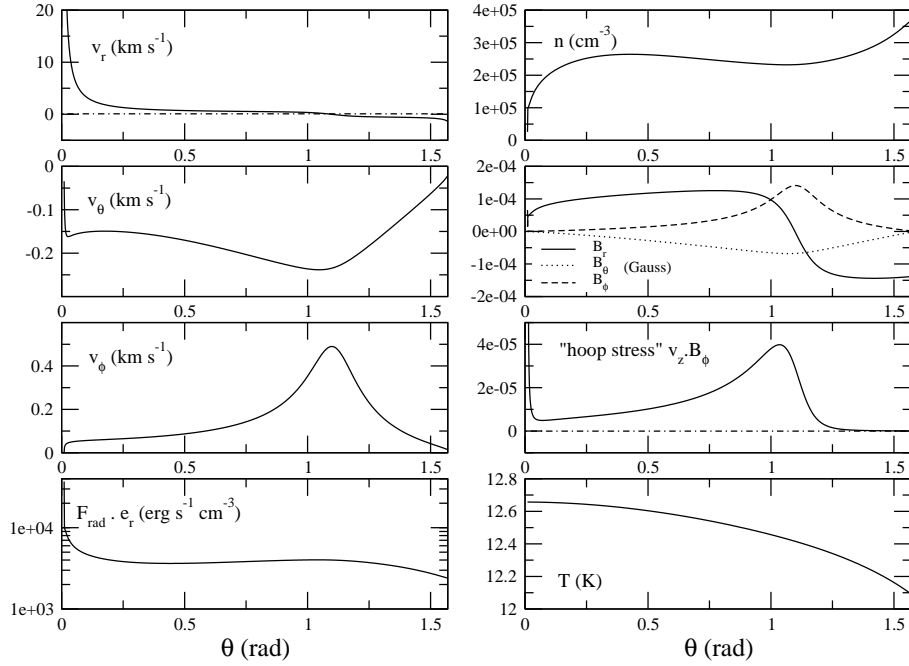 20
10
0
v_r (km s^-1)
0 0.5 1 1.5
4e+05
3e+05
2e+05
1e+05
0
n (cm^-3)
0 0.5 1 1.5
0
-0.1
-0.2
-0.3
v_θ (km s^-1)
0 0.5 1 1.5
2e-04
1e-04
0e+00
-1e-04
-2e-04
B_r
B_θ (Gauss)
B_ϕ
0 0.5 1 1.5
0.4
0.2
0
v_ϕ (km s^-1)
0 0.5 1 1.5
4e-05
2e-05
0
"hoop stress" v_z.B_ϕ
0 0.5 1 1.5
1e+04
1e+03
F_rad . e_r (erg s^-1 cm^-3)
0 0.5 1 1.5
θ (rad)
12.8
12.6
12.4
12.2
12
T (K)
0 0.5 1 1.5
θ (rad)